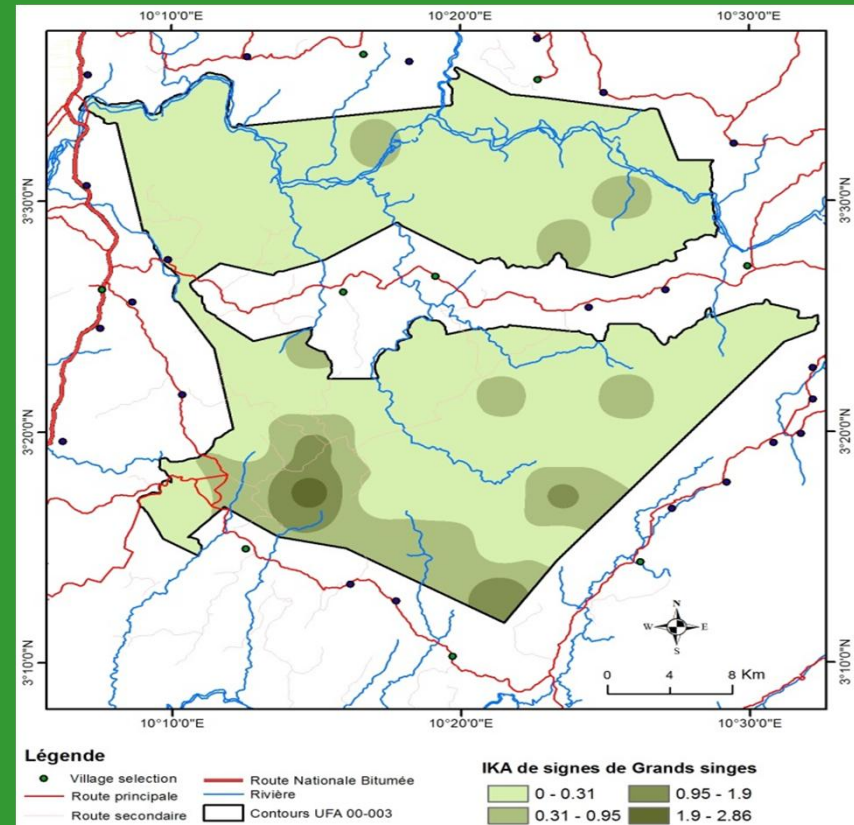 10°10'0"E 10°20'0"E 10°30'0"E
3°30'0"N 3°30'0"N
3°20'0"N 3°20'0"N
3°10'0"N 3°10'0"N
N
W E
S
0 4 8 Km
10°10'0"E 10°20'0"E 10°30'0"E
Légende
Village selection
Route principale
Route secondaire
Route Nationale Bitumée
Rivière
Contours UFA 00-003
IKA de signes de Grands singes
0 - 0.31
0.31 - 0.95
0.95 - 1.9
1.9 - 2.86